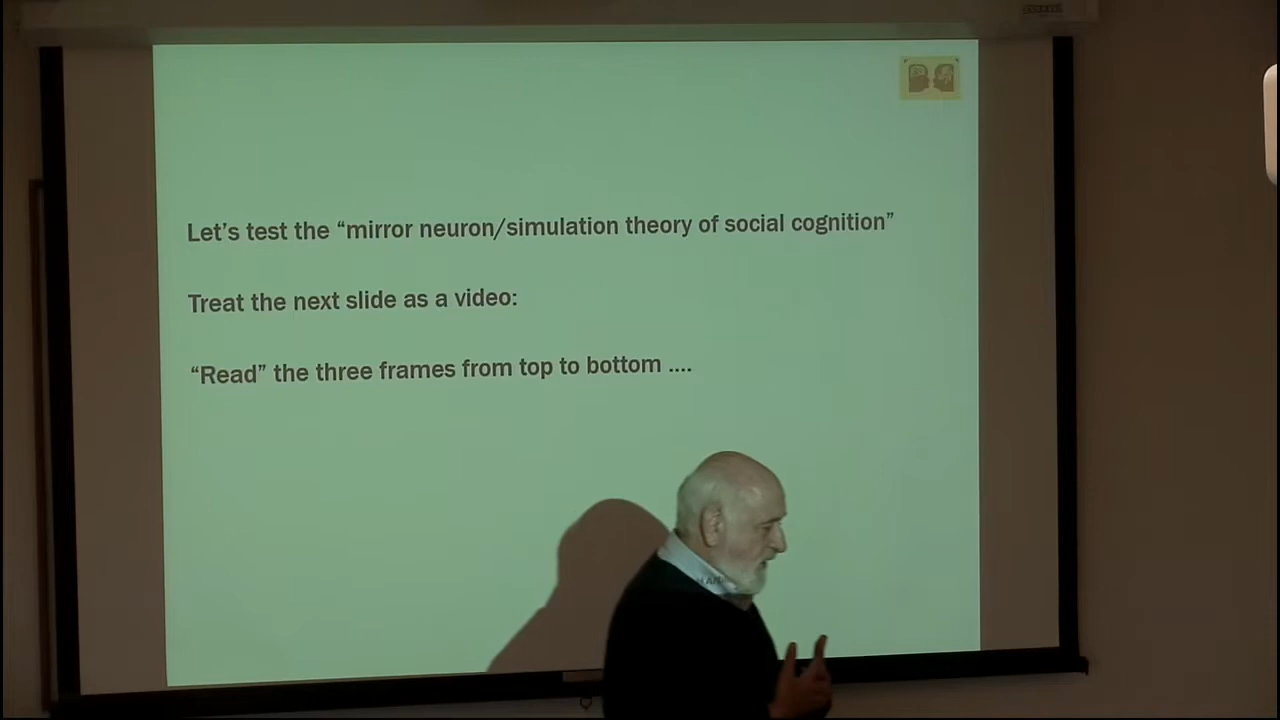 Let’s test the “mirror neuron/simulation theory of social cognition”
Treat the next slide as a video:
“Read” the three frames from top to bottom ....